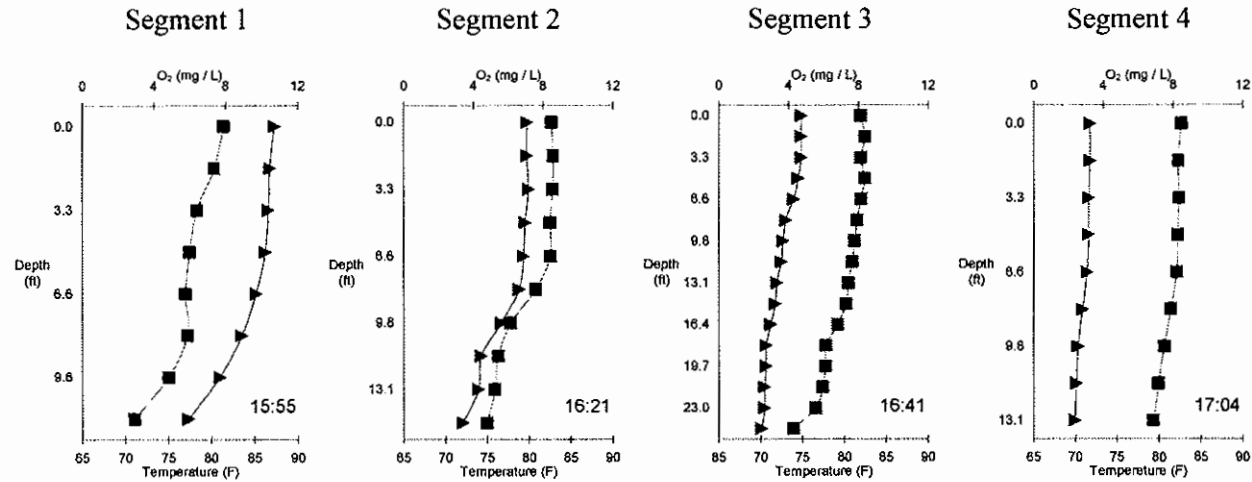 Segment 1
O₂ (mg / L)
0 4 8 12
0.0
3.3
Depth
(ft)
6.6
9.6
15:55
65 70 75 80 85 90
Temperature (F)
Segment 2
O₂ (mg / L)
0 4 8 12
0.0
3.3
Depth
(ft)
6.6
9.8
13.1
16:21
65 70 75 80 85 90
Temperature (F)
Segment 3
O₂ (mg / L)
0 4 8 12
0.0
3.3
6.6
9.8
Depth
(ft)
13.1
16.4
19.7
23.0
16:41
65 70 75 80 85 90
Temperature (F)
Segment 4
O₂ (mg / L)
0 4 8 12
0.0
3.3
Depth
(ft)
6.6
9.8
13.1
17:04
65 70 75 80 85 90
Temperature (F)